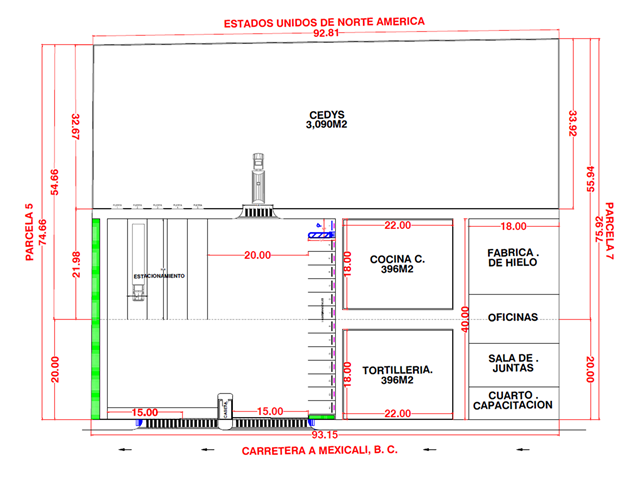 ESTADOS UNIDOS DE NORTE AMERICA
92.81
CEDYS
3,090M2
32.67
33.92
PARCELA 5
54.66
74.66
55.94
75.92
PARCELA 7
21.98
20.00
22.00
18.00
COCINA C.
396M2
18.00
FABRICA .
DE HIELO
ESTACIONAMIENTO
40.00
OFICINAS
20.00
TORTILLERIA.
396M2
18.00
22.00
SALA DE .
JUNTAS
20.00
CUARTO .
CAPACITACION
15.00
CASETA
15.00
93.15
CARRETERA A MEXICALI, B. C.